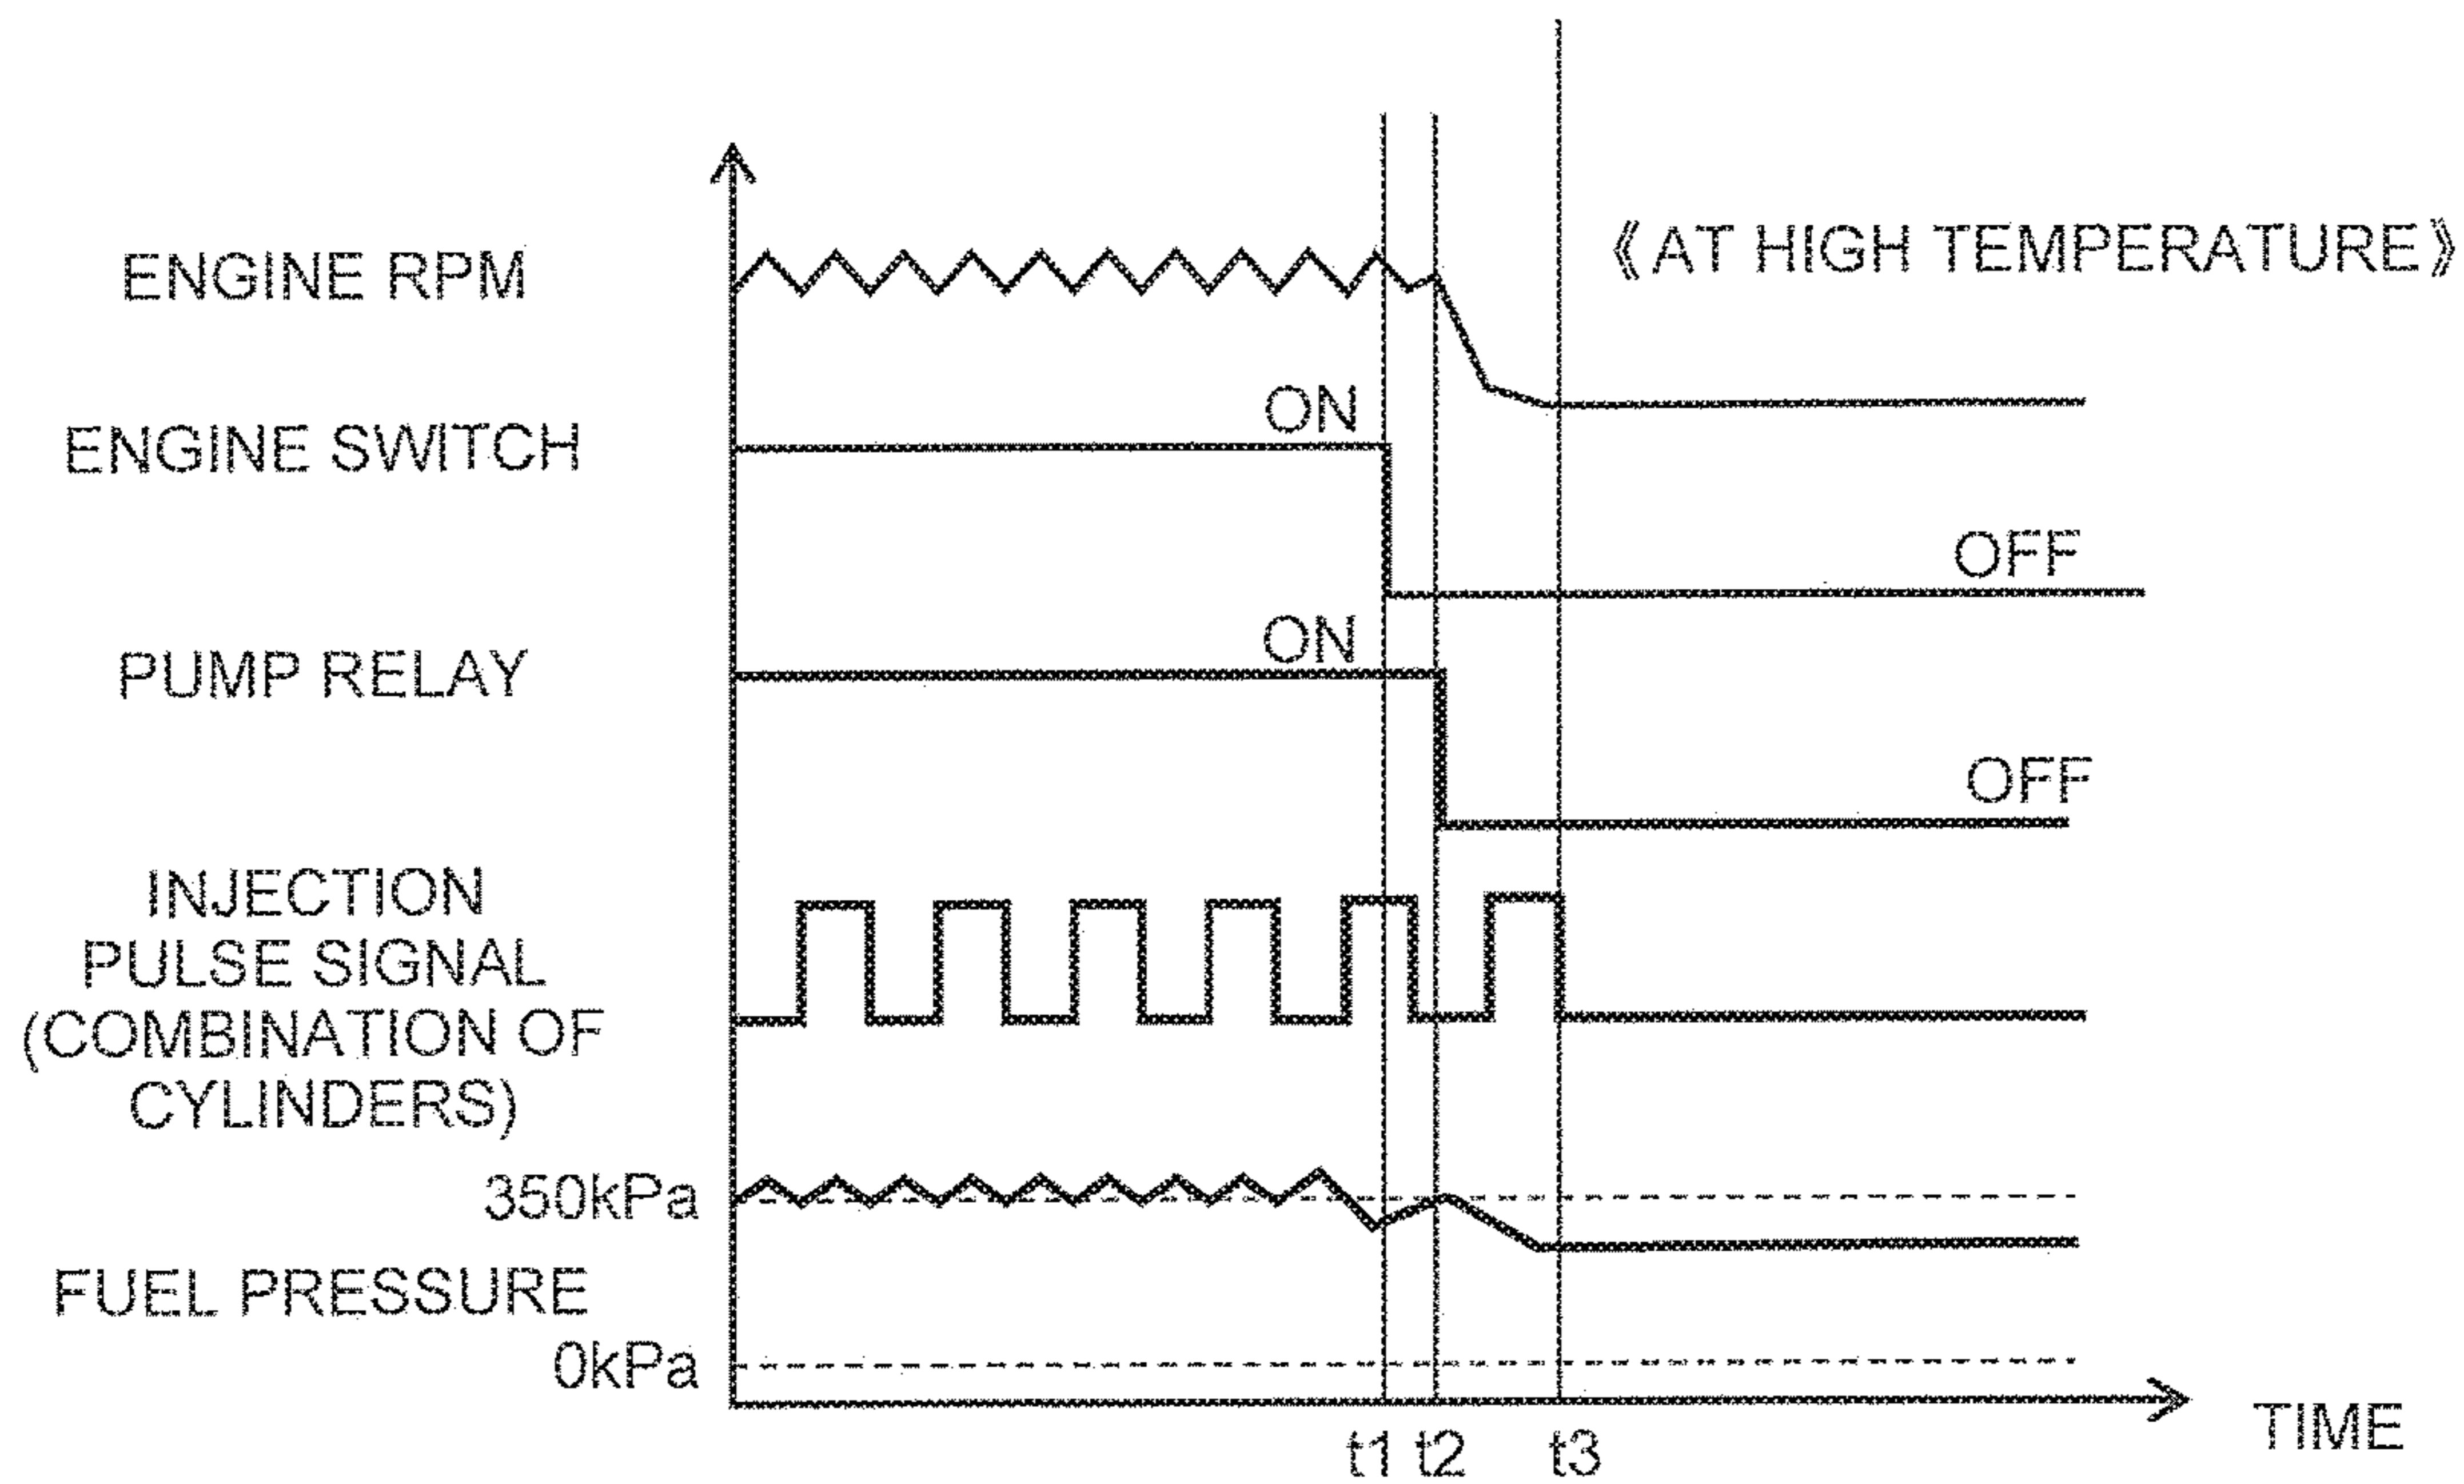 《AT HIGH TEMPERATURE》
ENGINE RPM
ON
ENGINE SWITCH
OFF
ON
PUMP RELAY
OFF
INJECTION
PULSE SIGNAL
(COMBINATION OF
CYLINDERS)
350kPa
FUEL PRESSURE
0kPa
t1 t2 t3
TIME